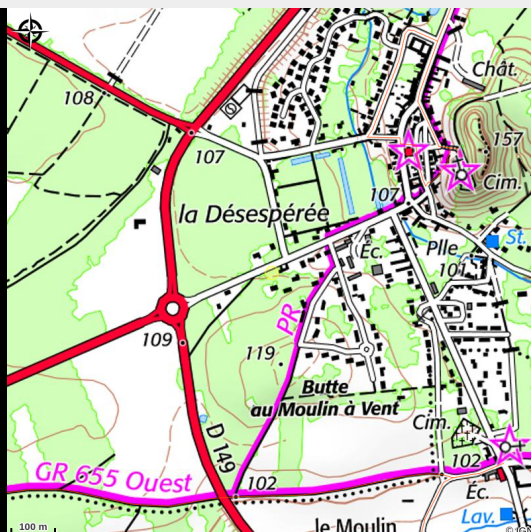 Chât.
108
157
107
Cim.
107
la Désespérée
St.
Éc.
Plle
101
PR
109
119
Butte
au Moulin à Vent
Cim.
D 149
102
GR 655 Ouest
102
Éc.
Lav.
100 m
le Moulin